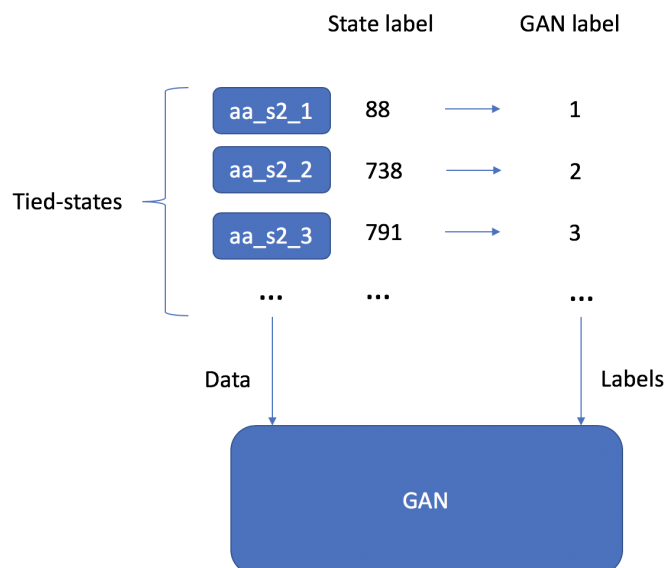 State label GAN label
aa_s2_1 88 1
aa_s2_2 738 2
Tied-states
aa_s2_3 791 3
... ... ...
Data Labels
GAN